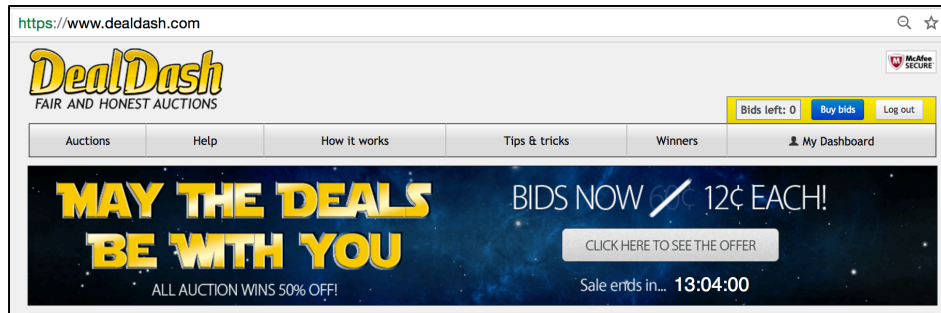 https://www.dealdash.com
DealDash
FAIR AND HONEST AUCTIONS
McAfee
SECURE
Bids left: 0 Buy bids Log out
Auctions Help How it works Tips & tricks Winners My Dashboard
MAY THE DEALS
BE WITH YOU
ALL AUCTION WINS 50% OFF!
BIDS NOW 12¢ EACH!
CLICK HERE TO SEE THE OFFER
Sale ends in... 13:04:00